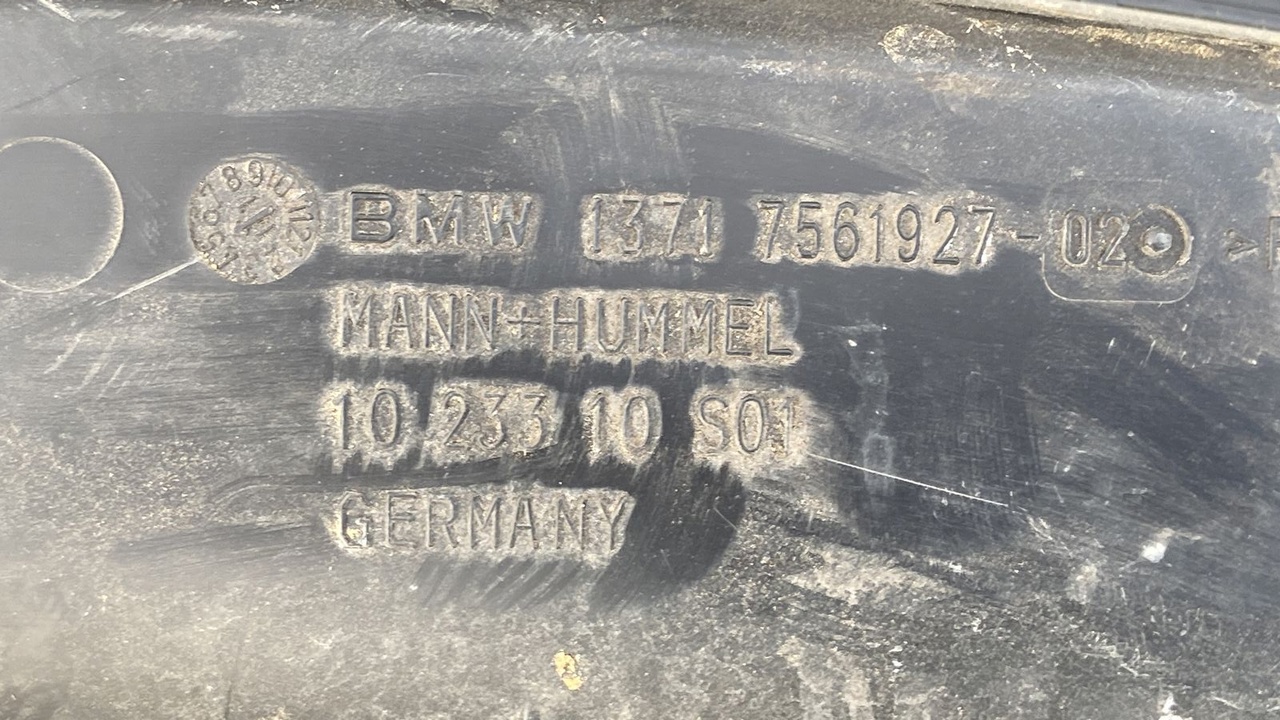 BMW 1371 7561927-02
MANN+HUMMEL
10 233 10 S01
GERMANY